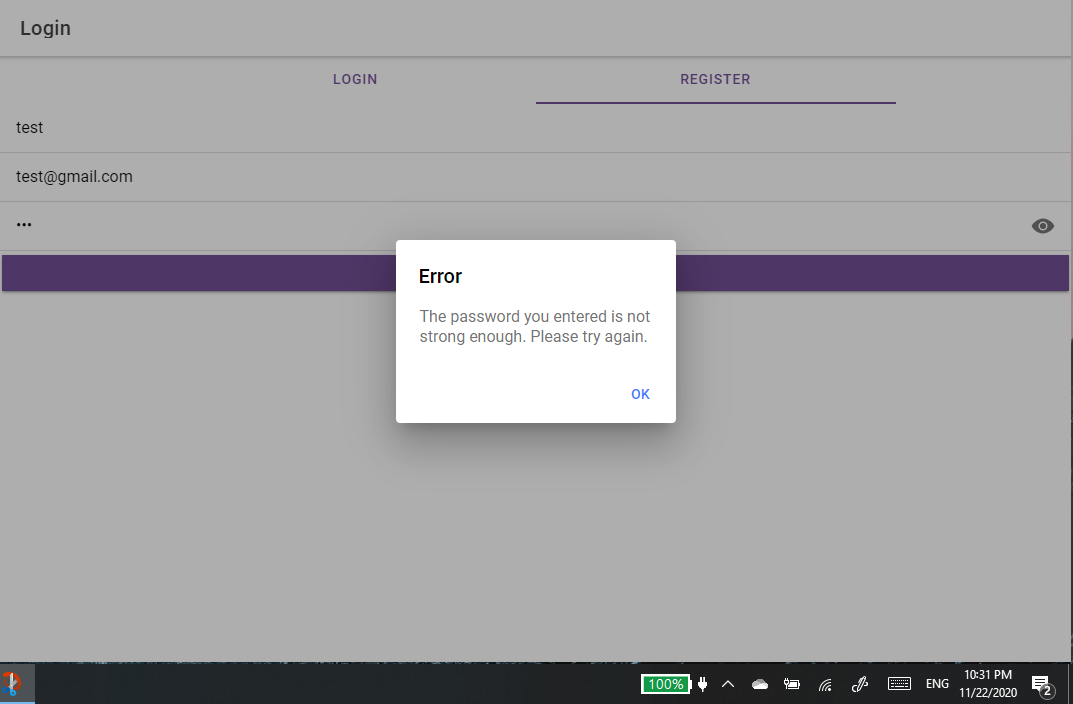 Login
LOGIN
REGISTER
test
test@gmail.com
•••
Error
The password you entered is not
strong enough. Please try again.
OK
100%
ENG
10:31 PM
11/22/2020
2